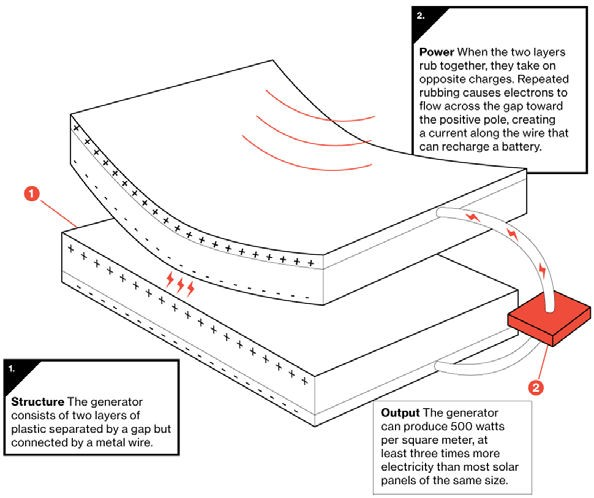 2.
Power When the two layers
rub together, they take on
opposite charges. Repeated
rubbing causes electrons to
flow across the gap toward
the positive pole, creating
a current along the wire that
can recharge a battery.
1
2
1.
Structure The generator
consists of two layers of
plastic separated by a gap but
connected by a metal wire.
Output The generator
can produce 500 watts
per square meter, at
least three times more
electricity than most solar
panels of the same size.